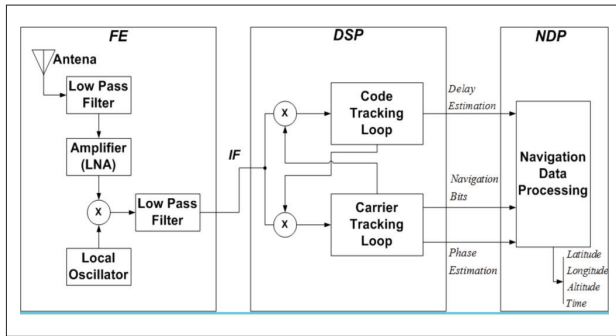 FE
DSP
NDP
Antena
Low Pass
Filter
Amplifier
(LNA)
X
Low Pass
Filter
Local
Oscillator
IF
X
Code
Tracking
Loop
X
Carrier
Tracking
Loop
Delay
Estimation
Navigation
Bits
Phase
Estimation
Navigation
Data
Processing
Latitude
Longitude
Altitude
Time